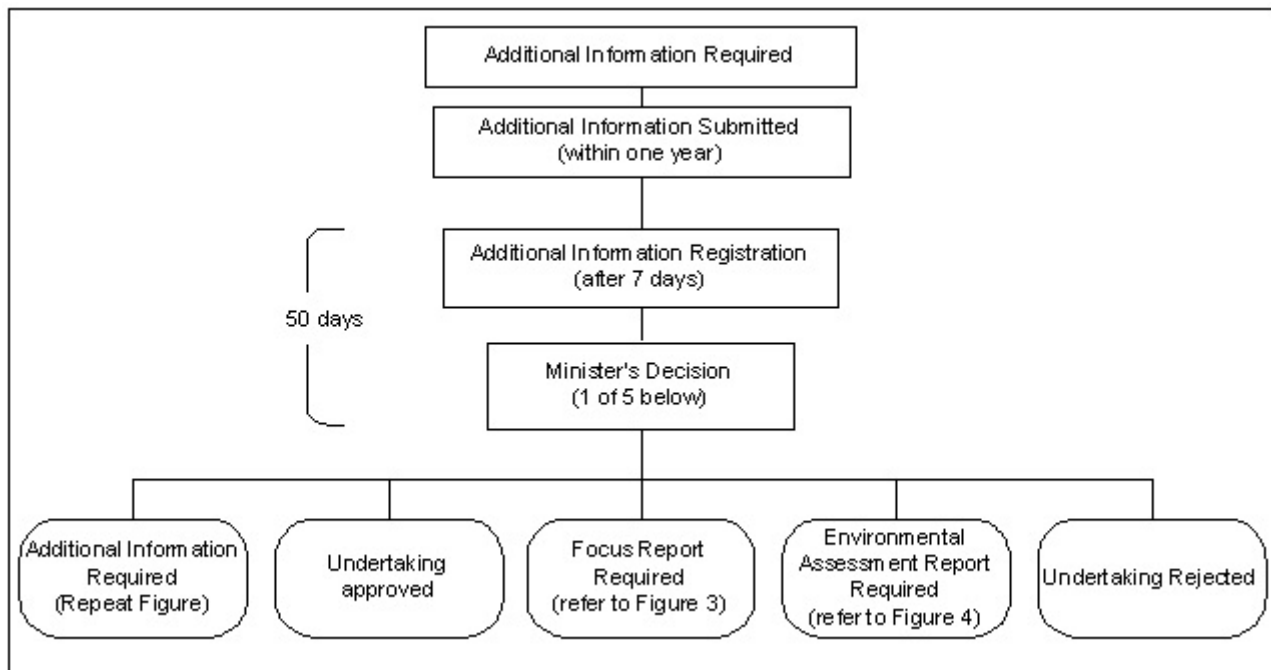 Additional Information Required
Additional Information Submitted
(within one year)
Additional Information Registration
(after 7 days)
50 days
Minister's Decision
(1 of 5 below)
Additional Information
Required
(Repeat Figure)
Undertaking
approved
Focus Report
Required
(refer to Figure 3)
Environmental
Assessment Report
Required
(refer to Figure 4)
Undertaking Rejected